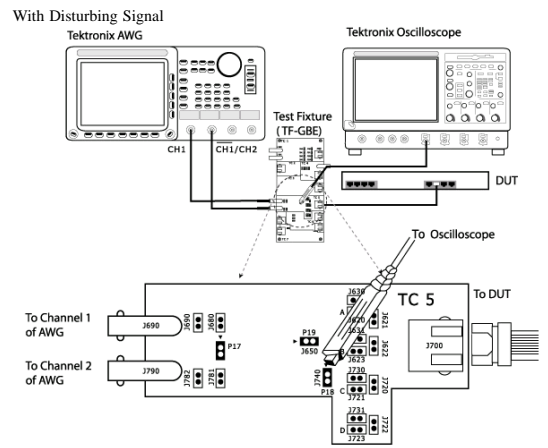 With Disturbing Signal
Tektronix AWG
Tektronix Oscilloscope
Test Fixture
(TF-GBE)
CH1
CH1/CH2
DUT
To Oscilloscope
To Channel 1
of AWG
J690
J690
J680
P17
P19
J650
J630
A
J620
J621
J631
B
J622
J623
TC 5
To DUT
J700
To Channel 2
of AWG
J790
J782
J781
J740
P18
J730
C
J721
J720
J731
D
J723
J722